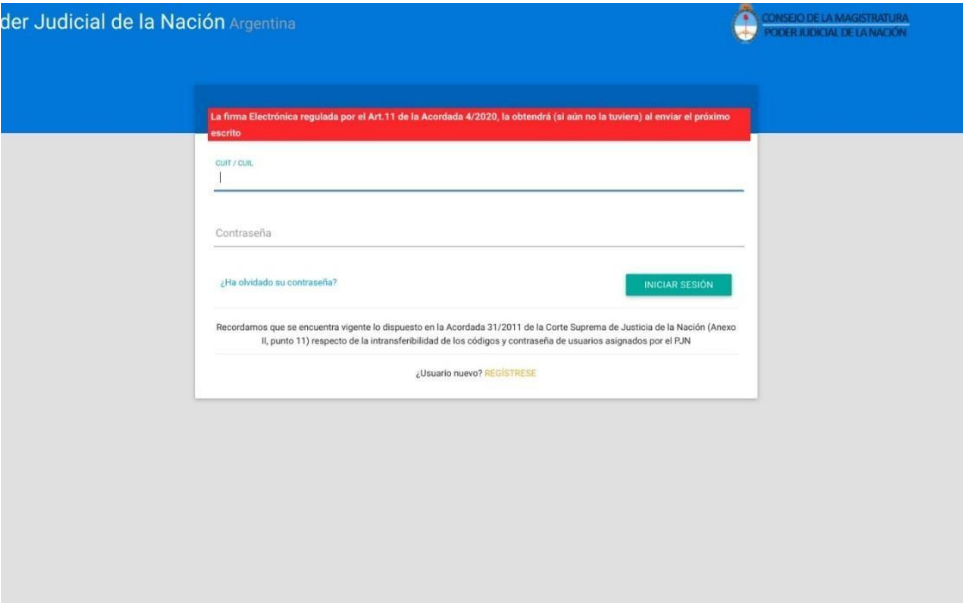 der Judicial de la Nación Argentina
CONSEJO DE LA MAGISTRATURA
PODER JUDICIAL DE LA NACIÓN
La firma Electrónica regulada por el Art.11 de la Acordada 4/2020, la obtendrá (si aún no la tuviera) al enviar el próximo
escrito
CUIT / CUIL
Contraseña
¿Ha olvidado su contraseña?
INICIAR SESIÓN
Recordamos que se encuentra vigente lo dispuesto en la Acordada 31/2011 de la Corte Suprema de Justicia de la Nación (Anexo
II, punto 11) respecto de la intransferibilidad de los códigos y contraseña de usuarios asignados por el PJN
¿Usuario nuevo? REGÍSTRESE